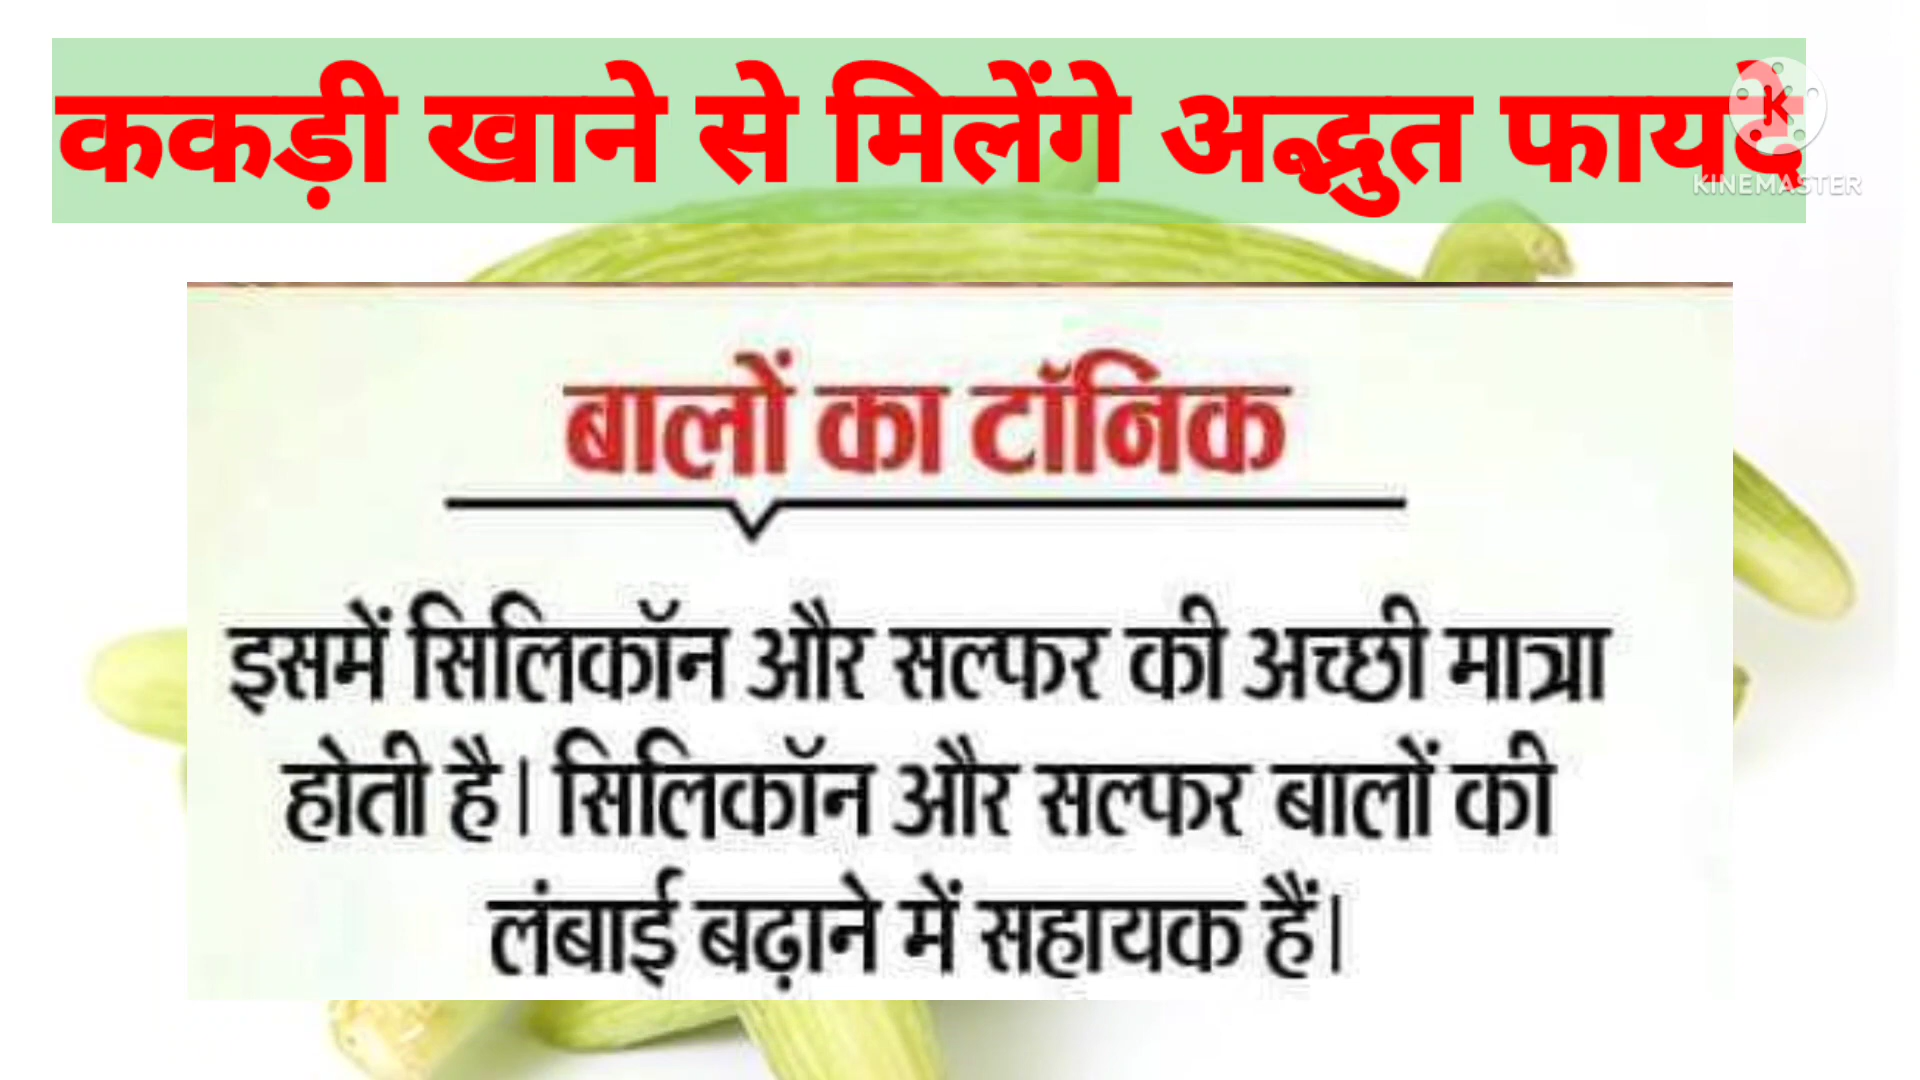 ककड़ी खाने से मिलेंगे अद्भुत फायदे
KINEMASTER
बालों का टॉनिक
इसमें सिलिकॉन और सल्फर की अच्छी मात्रा
होती है। सिलिकॉन और सल्फर बालों की
लंबाई बढ़ाने में सहायक हैं।